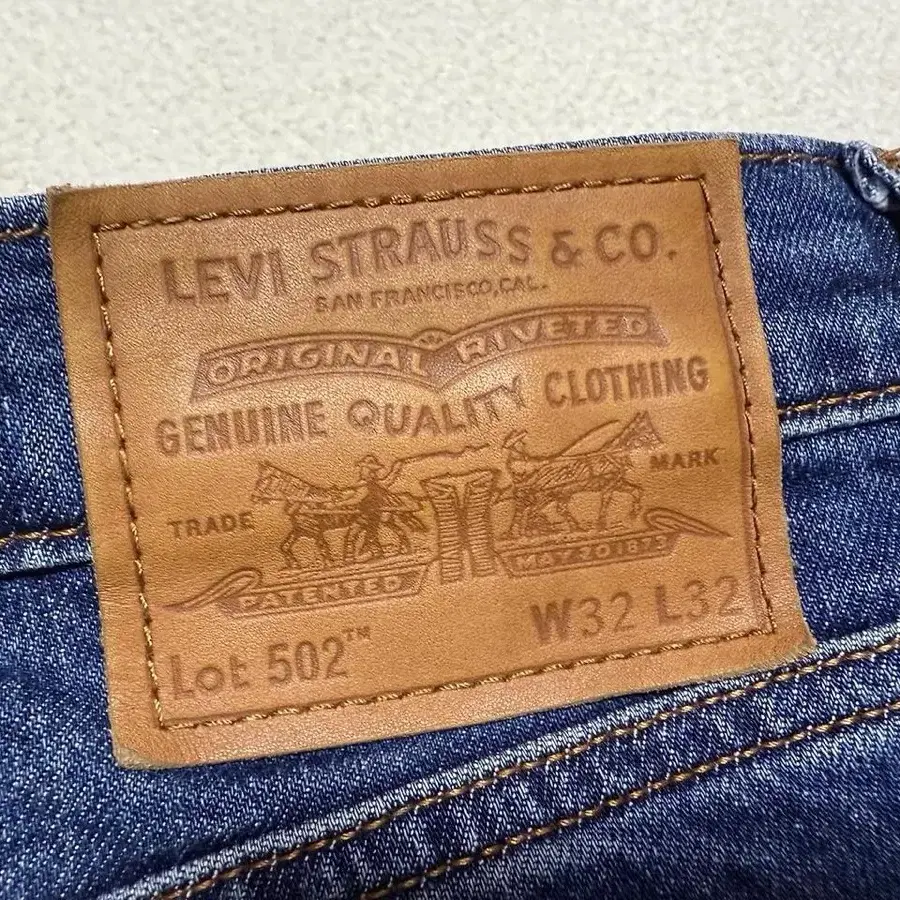 LEVI STRAUSS & CO.
SAN FRANCISCO, CAL.
ORIGINAL RIVETED
GENUINE QUALITY CLOTHING
TRADE MARK
PATENTED MAY 20 1873
Lot 502™ W32 L32